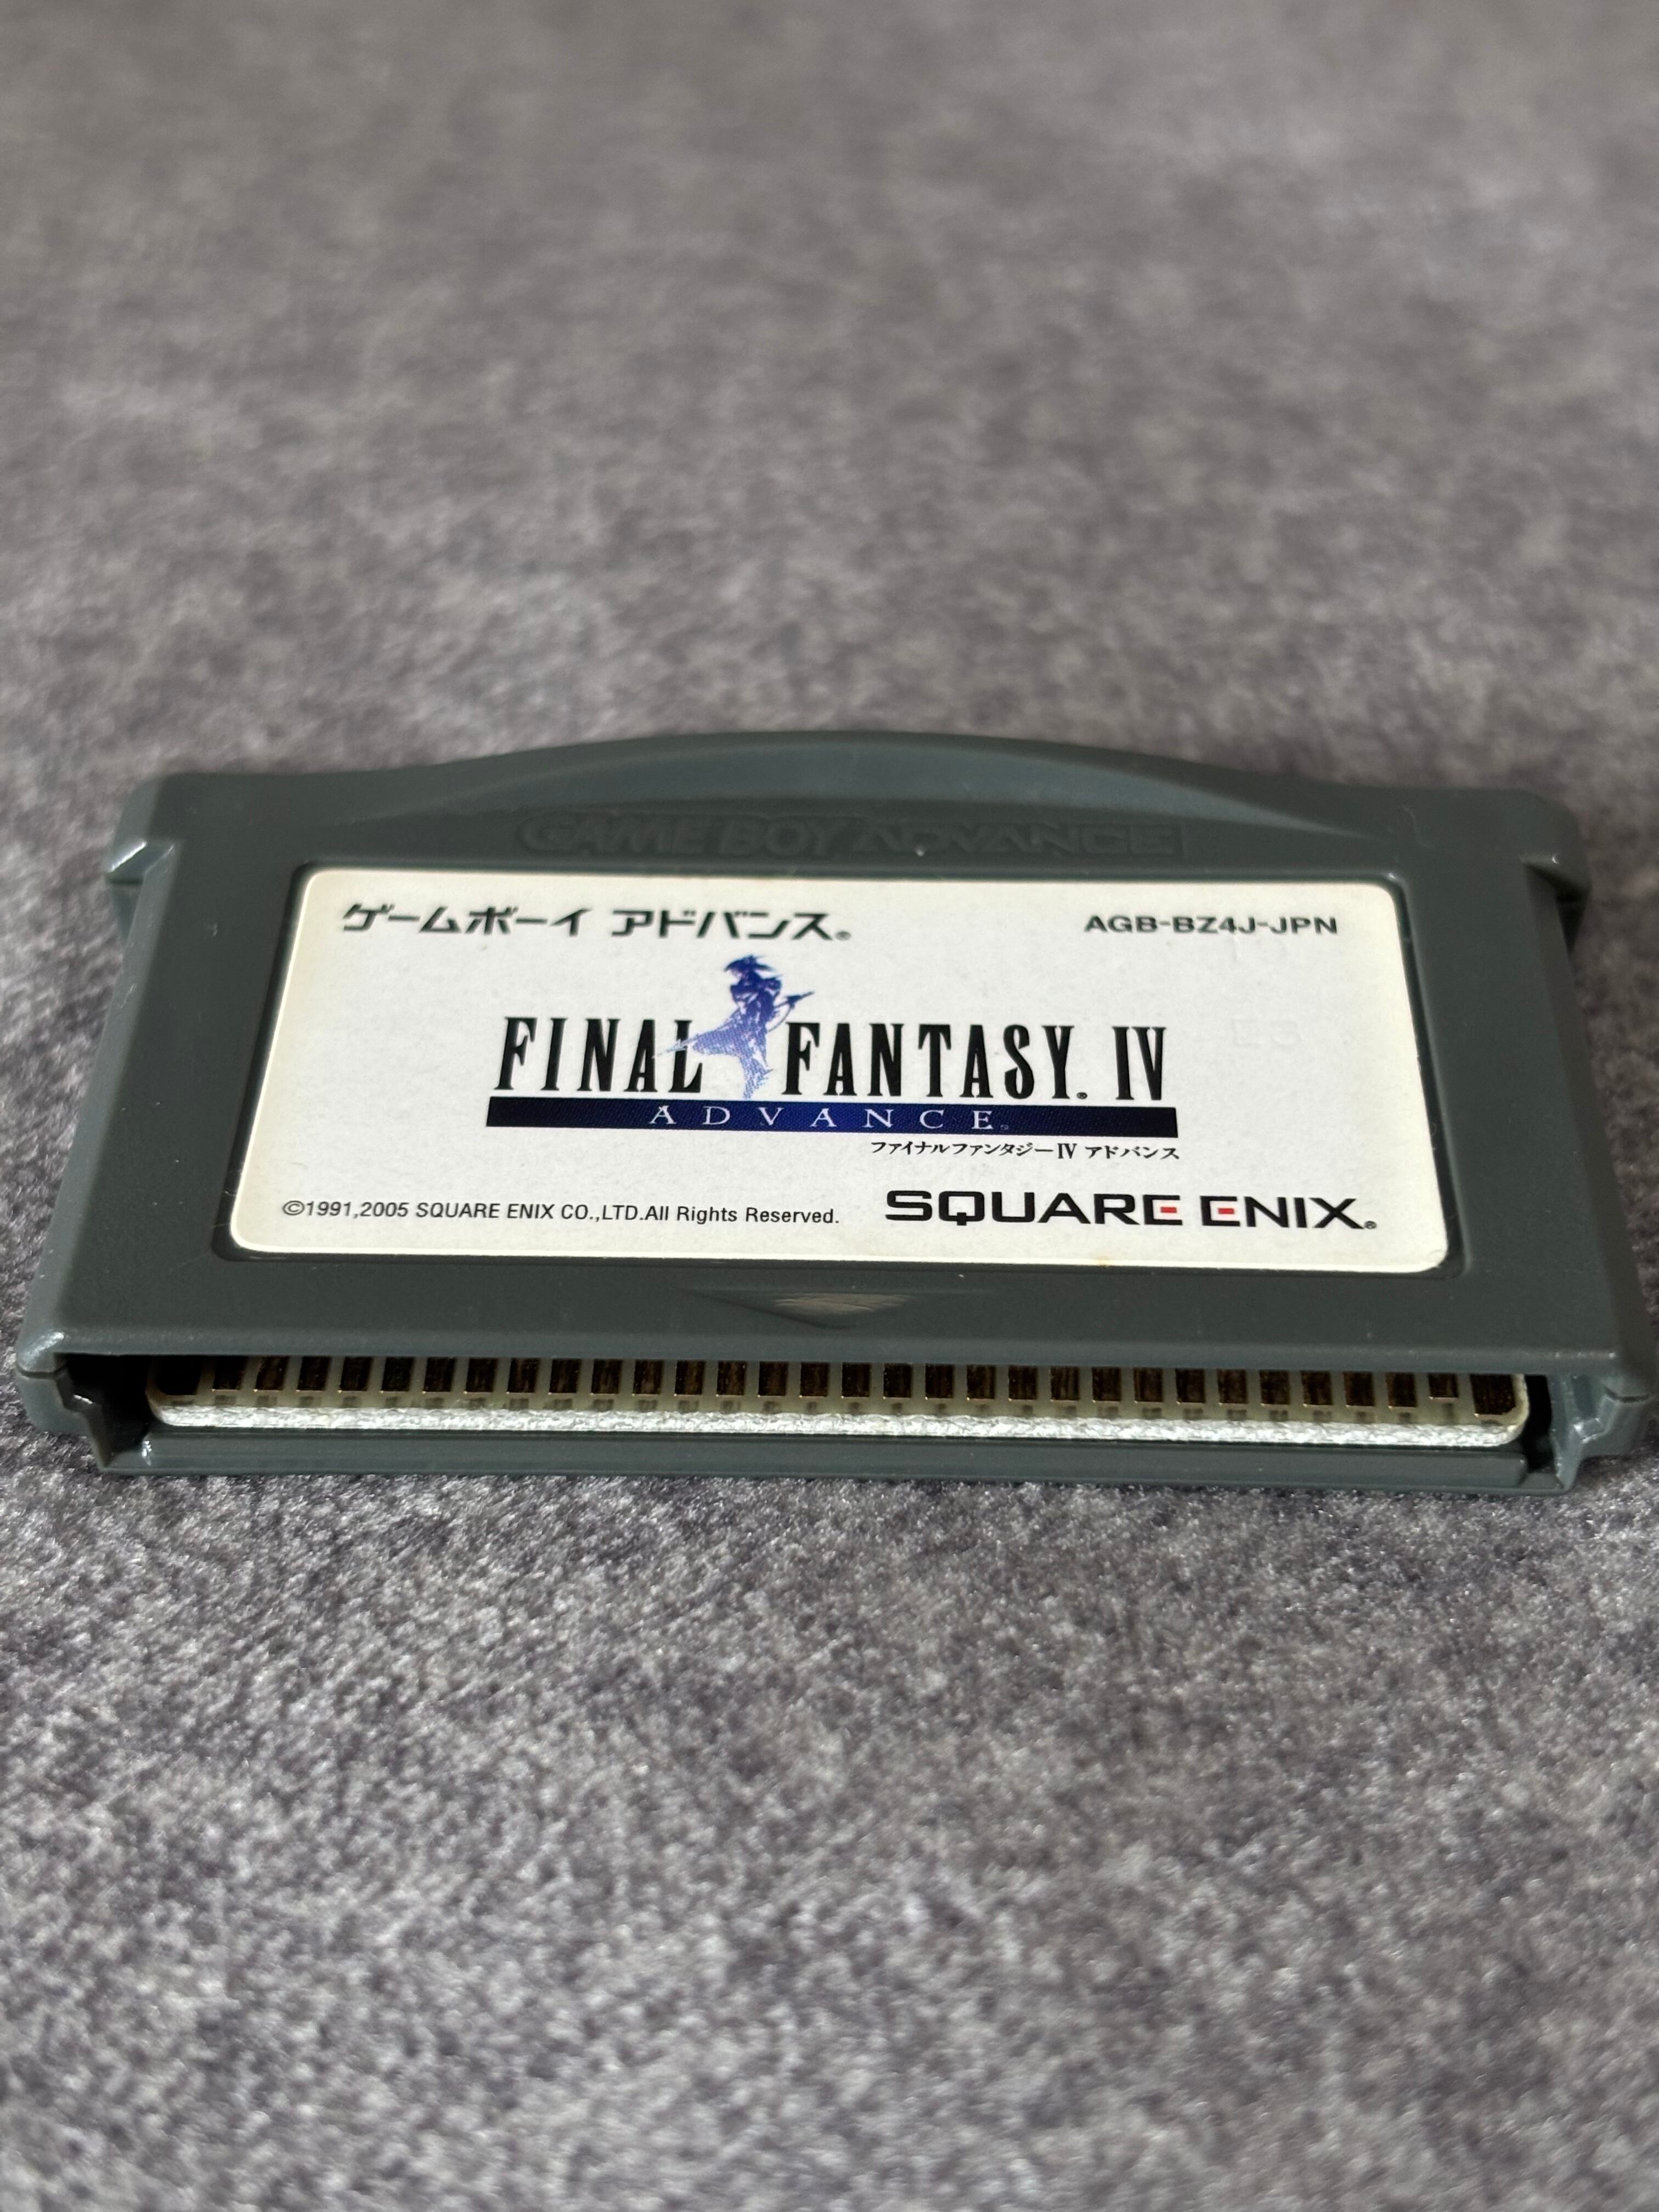 GAME BOY ADVANCE
ゲームボーイ アドバンス® AGB-BZ4J-JPN
FINAL FANTASY® IV
ADVANCE
ファイナルファンタジーIV アドバンス
©1991,2005 SQUARE ENIX CO.,LTD.All Rights Reserved. SQUARE ENIX®